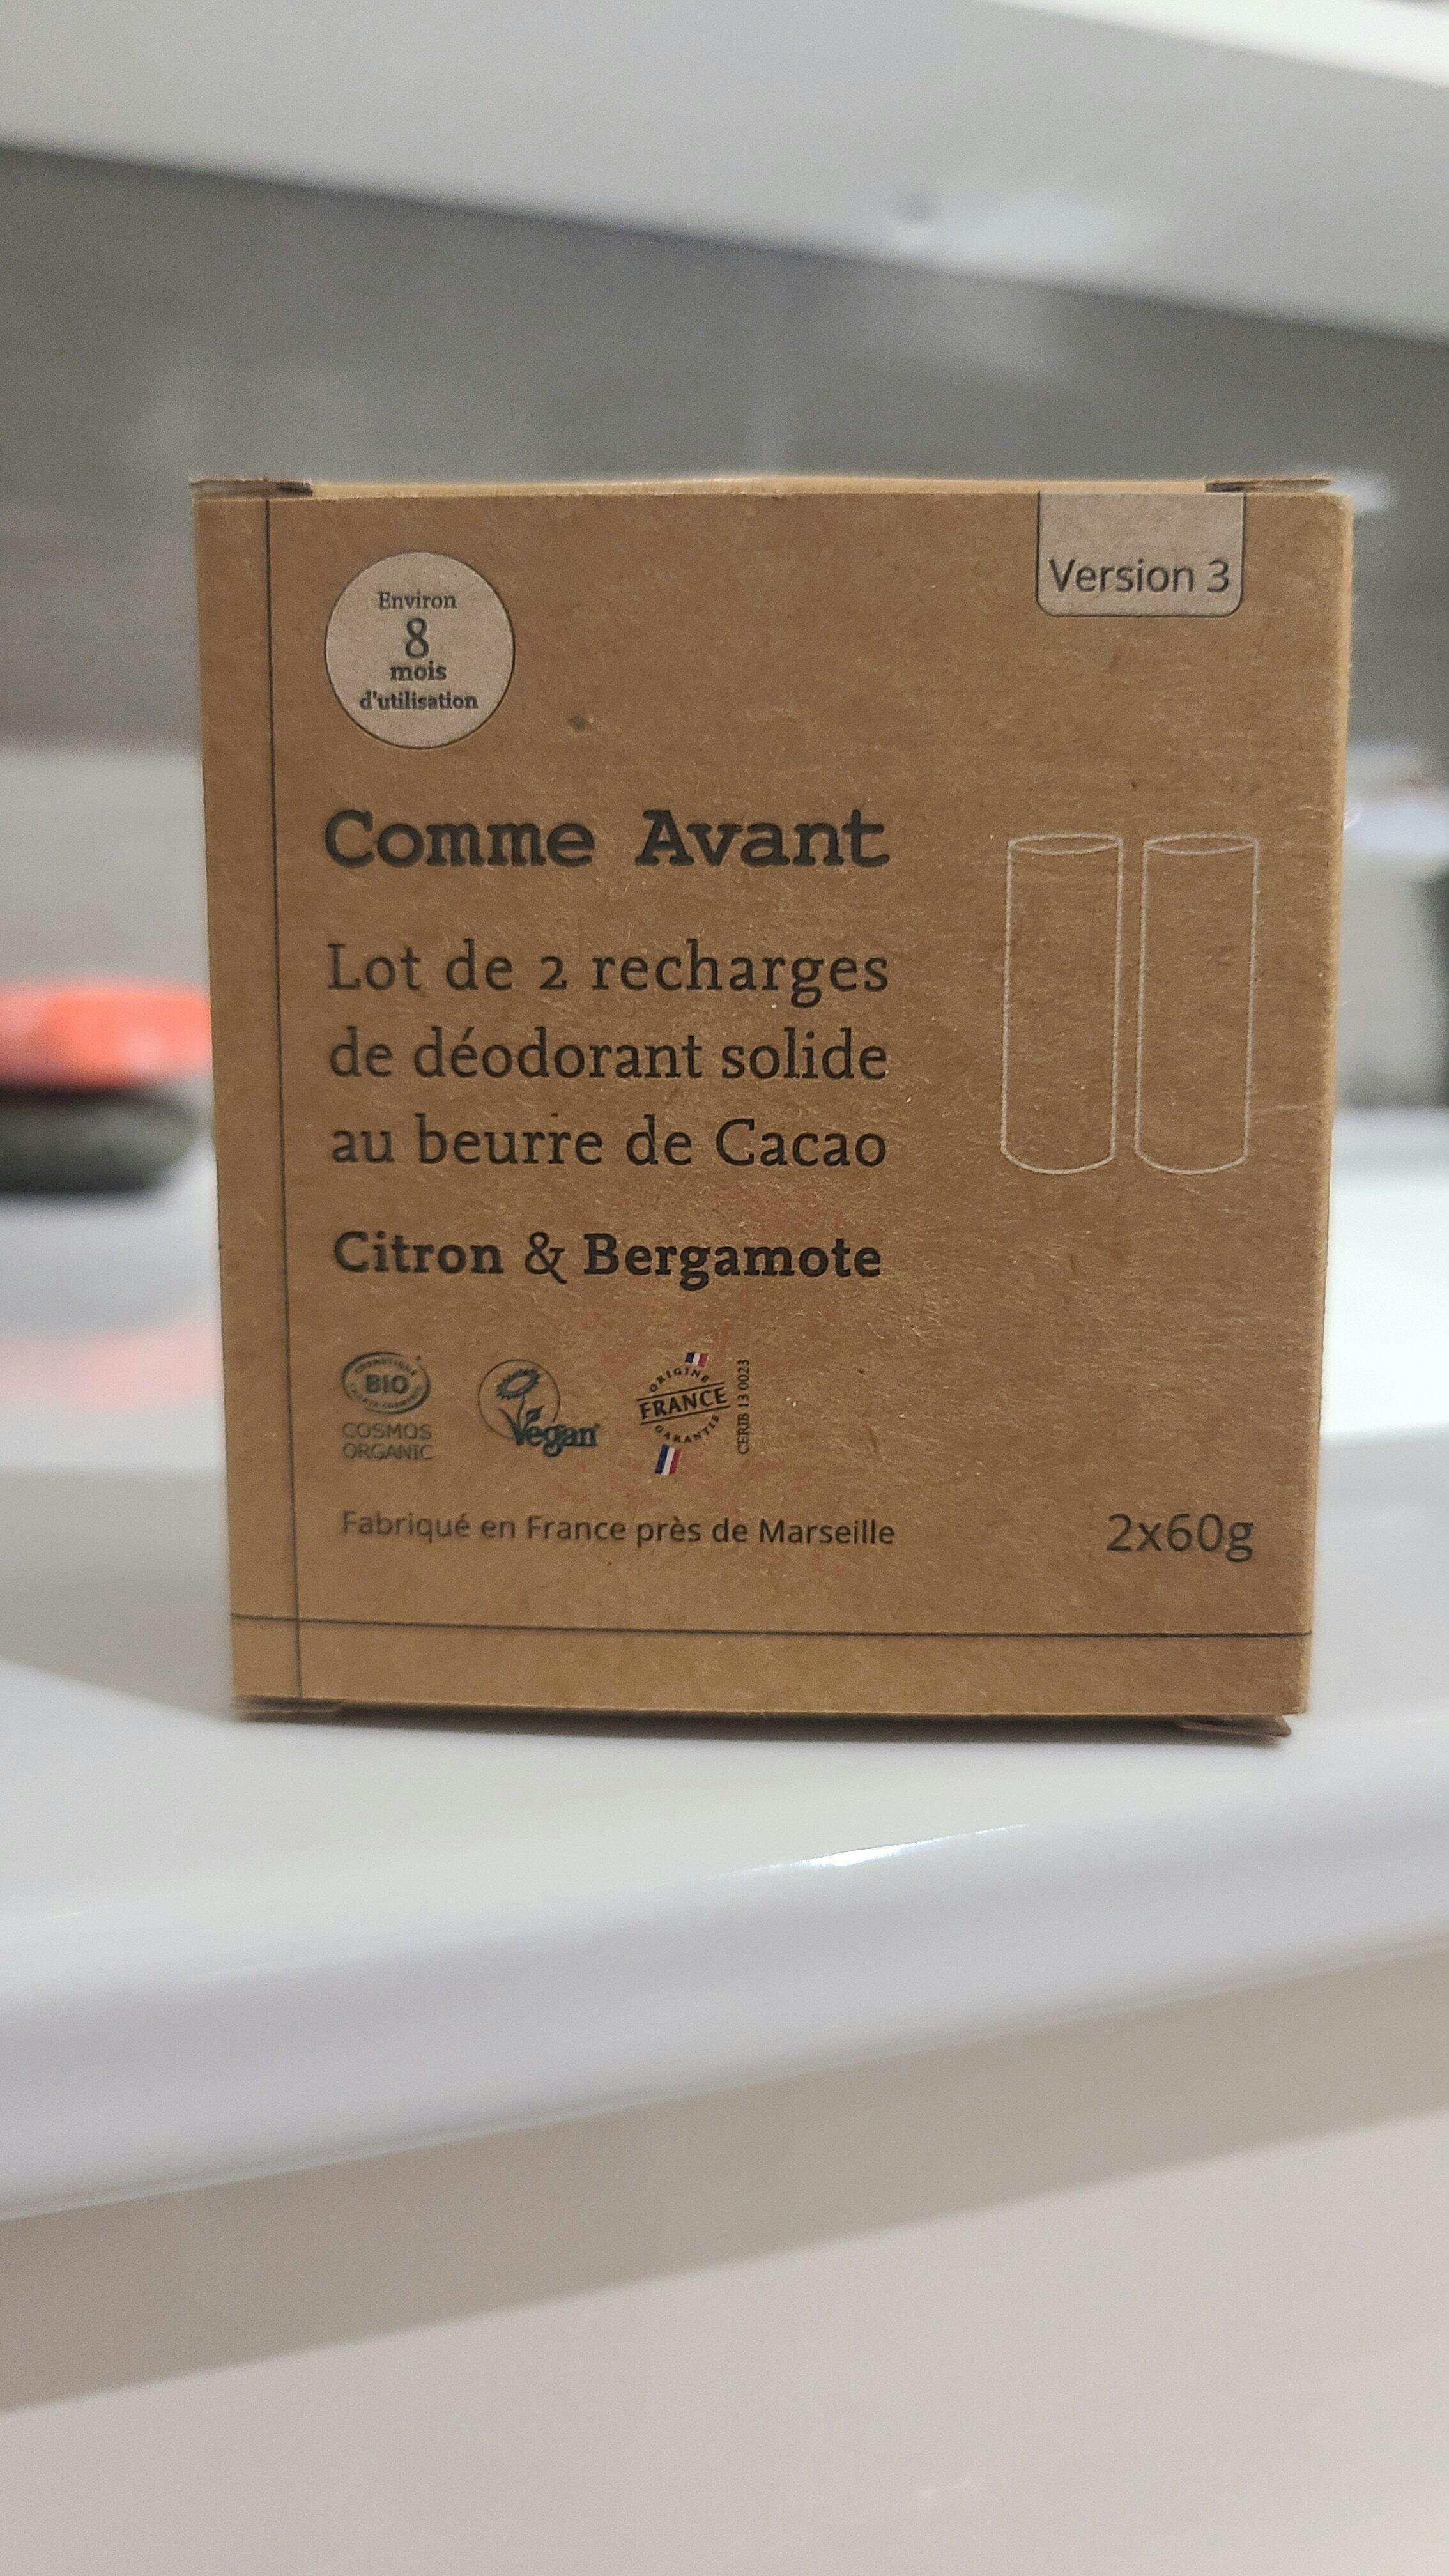 Version 3
Environ
8
mois
d'utilisation
Comme Avant
Lot de 2 recharges
de déodorant solide
au beurre de Cacao
Citron & Bergamote
COSMETIQUE
BIO
COSMOS
ORGANIC
Vegan
ORIGINE
FRANCE
GARANTIE
CERIB 13 0023
Fabriqué en France près de Marseille
2x60g